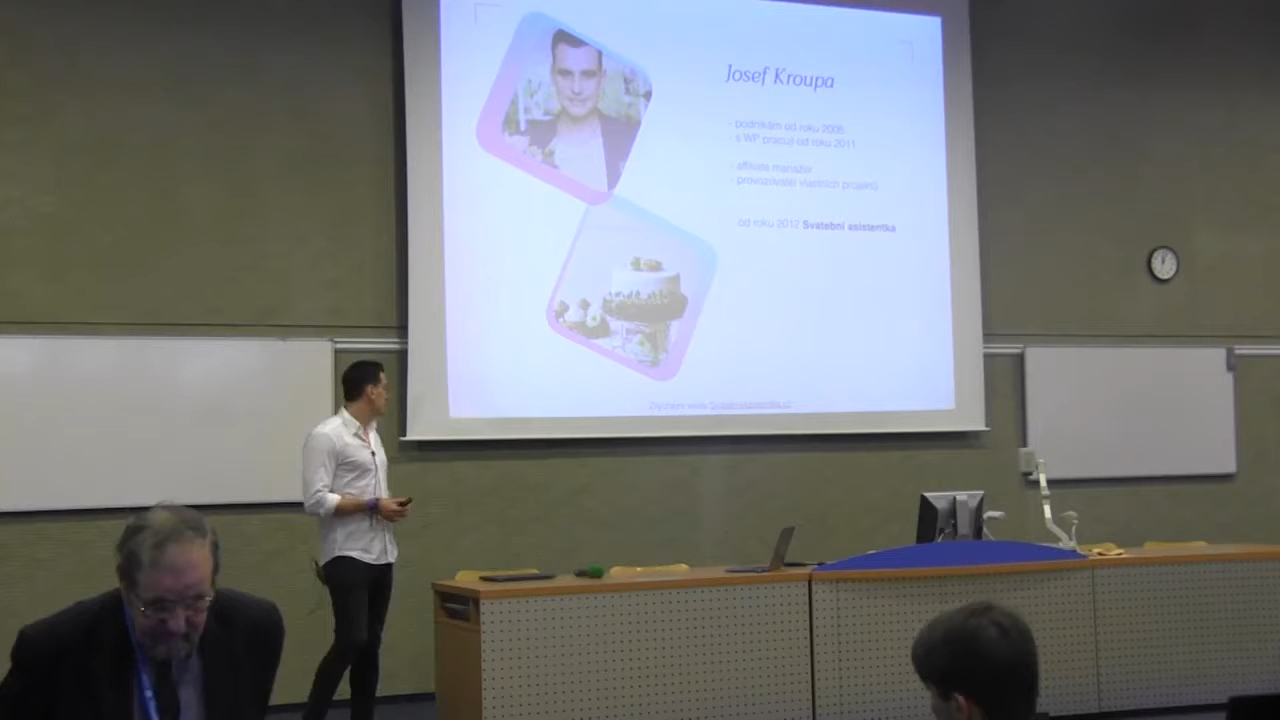 Josef Kroupa
- podnikám od roku 2008
- s WP pracuji od roku 2011
- affiliate manažer
- provozovatel vlastních projektů
od roku 2012 Svatební asistentka